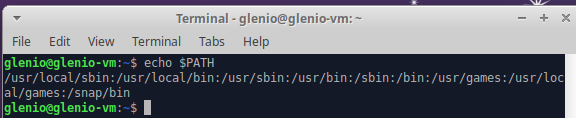 Terminal - glenio@glenio-vm: ~
File Edit View Terminal Tabs Help
glenio@glenio-vm:~$ echo $PATH
/usr/local/sbin:/usr/local/bin:/usr/sbin:/usr/bin:/sbin:/bin:/usr/games:/usr/loc
al/games:/snap/bin
glenio@glenio-vm:~$